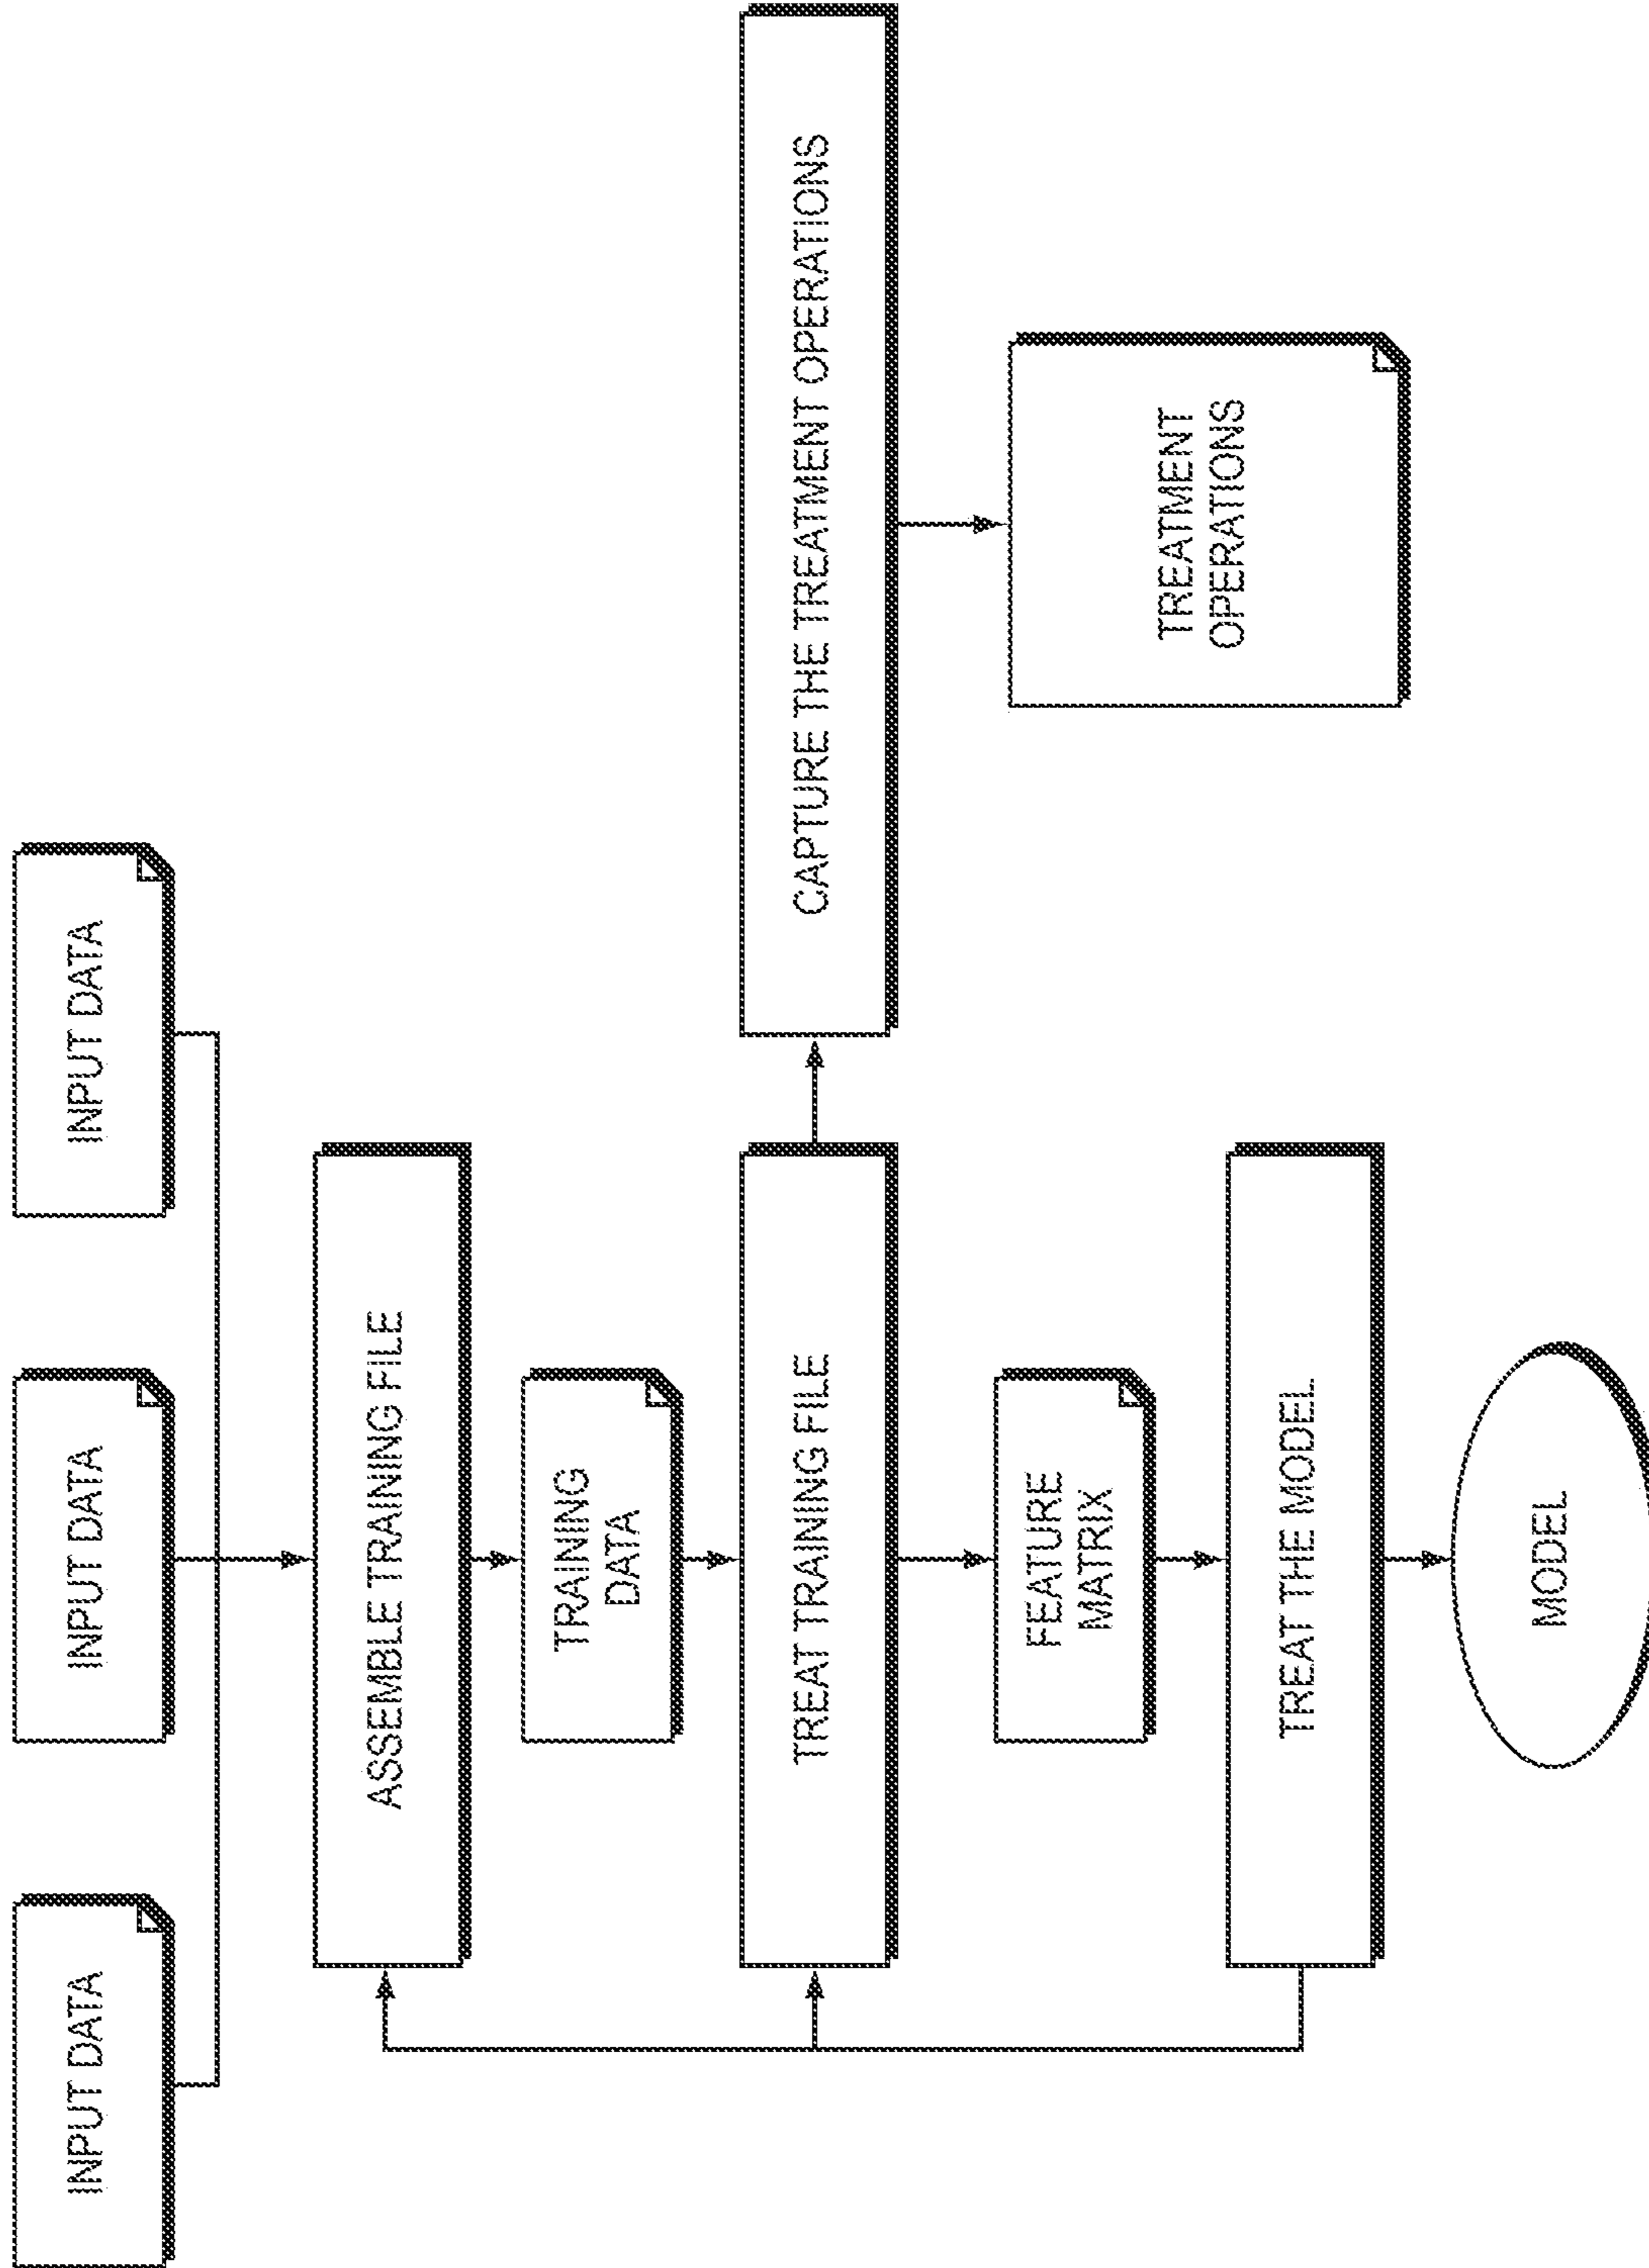 INPUT DATA
INPUT DATA
INPUT DATA
ASSEMBLE TRAINING FILE
TRAINING
DATA
TREAT TRAINING FILE
CAPTURE THE TREATMENT OPERATIONS
FEATURE
MATRIX
TREATMENT
OPERATIONS
TREAT THE MODEL
MODEL